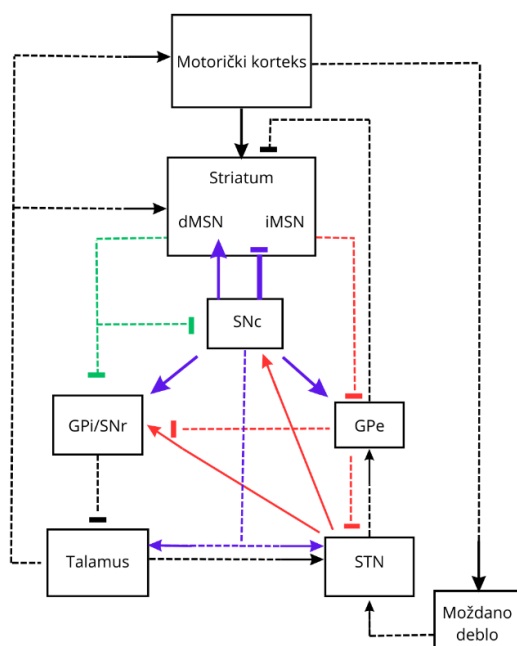 Motorički korteks
Striatum
dMSN iMSN
SNc
GPi/SNr
GPe
Talamus
STN
Moždano
deblo